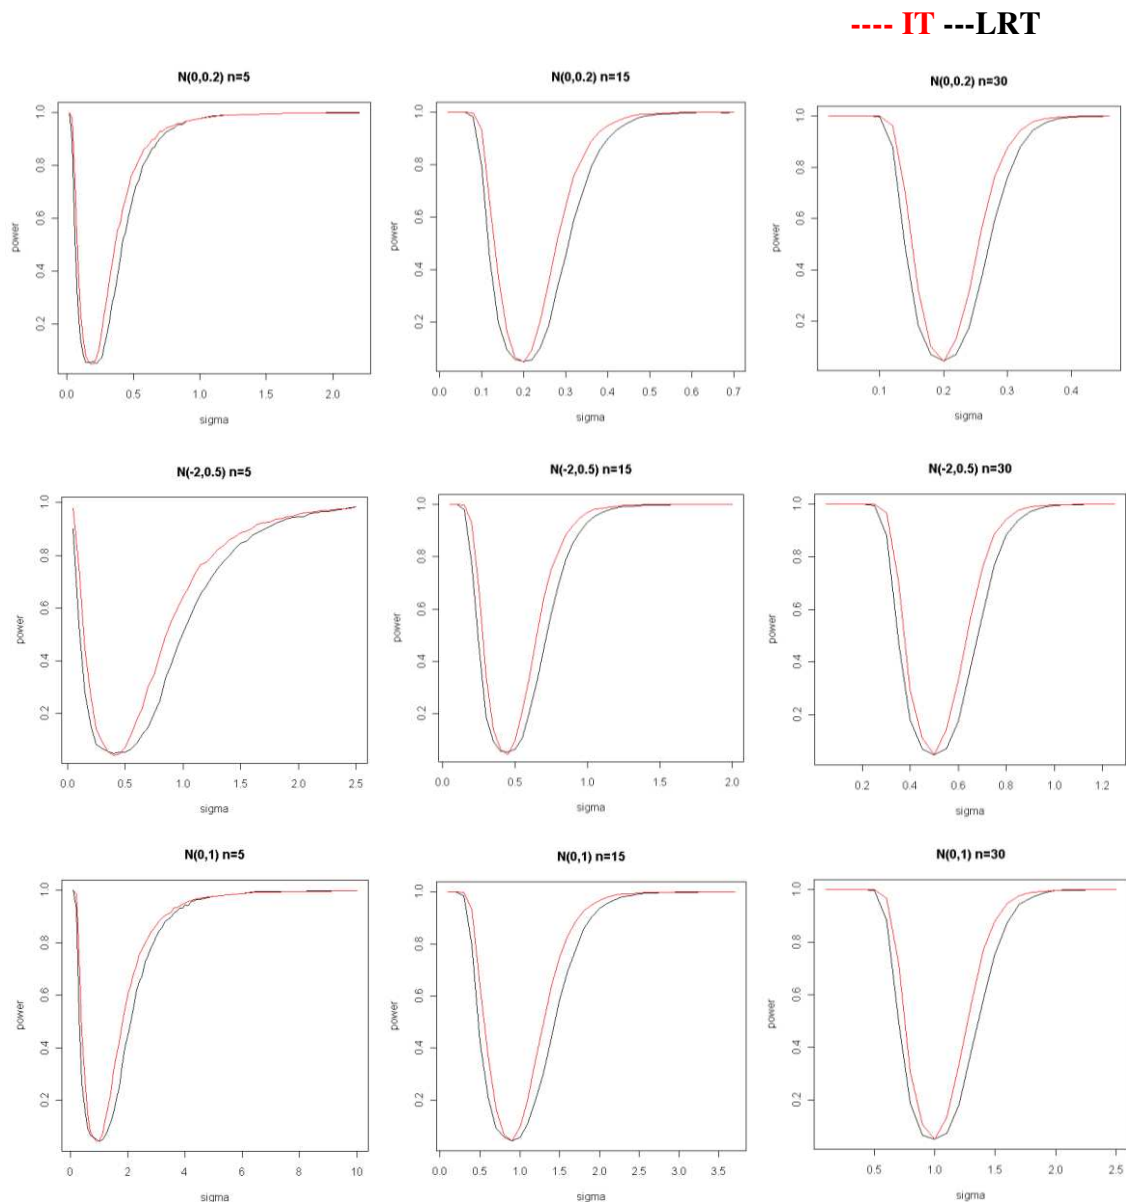 ---- IT ---LRT
N(0,0.2) n=5
N(0,0.2) n=15
N(0,0.2) n=30
power
1.0
0.8
0.6
0.4
0.2
0.0 0.5 1.0 1.5 2.0
sigma
power
1.0
0.8
0.6
0.4
0.2
0.0 0.1 0.2 0.3 0.4 0.5 0.6 0.7
sigma
power
1.0
0.8
0.6
0.4
0.2
0.1 0.2 0.3 0.4
sigma
N(-2,0.5) n=5
N(-2,0.5) n=15
N(-2,0.5) n=30
power
1.0
0.8
0.6
0.4
0.2
0.0 0.5 1.0 1.5 2.0 2.5
sigma
power
1.0
0.8
0.6
0.4
0.2
0.0 0.5 1.0 1.5 2.0
sigma
power
1.0
0.8
0.6
0.4
0.2
0.2 0.4 0.6 0.8 1.0 1.2
sigma
N(0,1) n=5
N(0,1) n=15
N(0,1) n=30
power
1.0
0.8
0.6
0.4
0.2
0 2 4 6 8 10
sigma
power
1.0
0.8
0.6
0.4
0.2
0.0 0.5 1.0 1.5 2.0 2.5 3.0 3.5
sigma
power
1.0
0.8
0.6
0.4
0.2
0.5 1.0 1.5 2.0 2.5
sigma